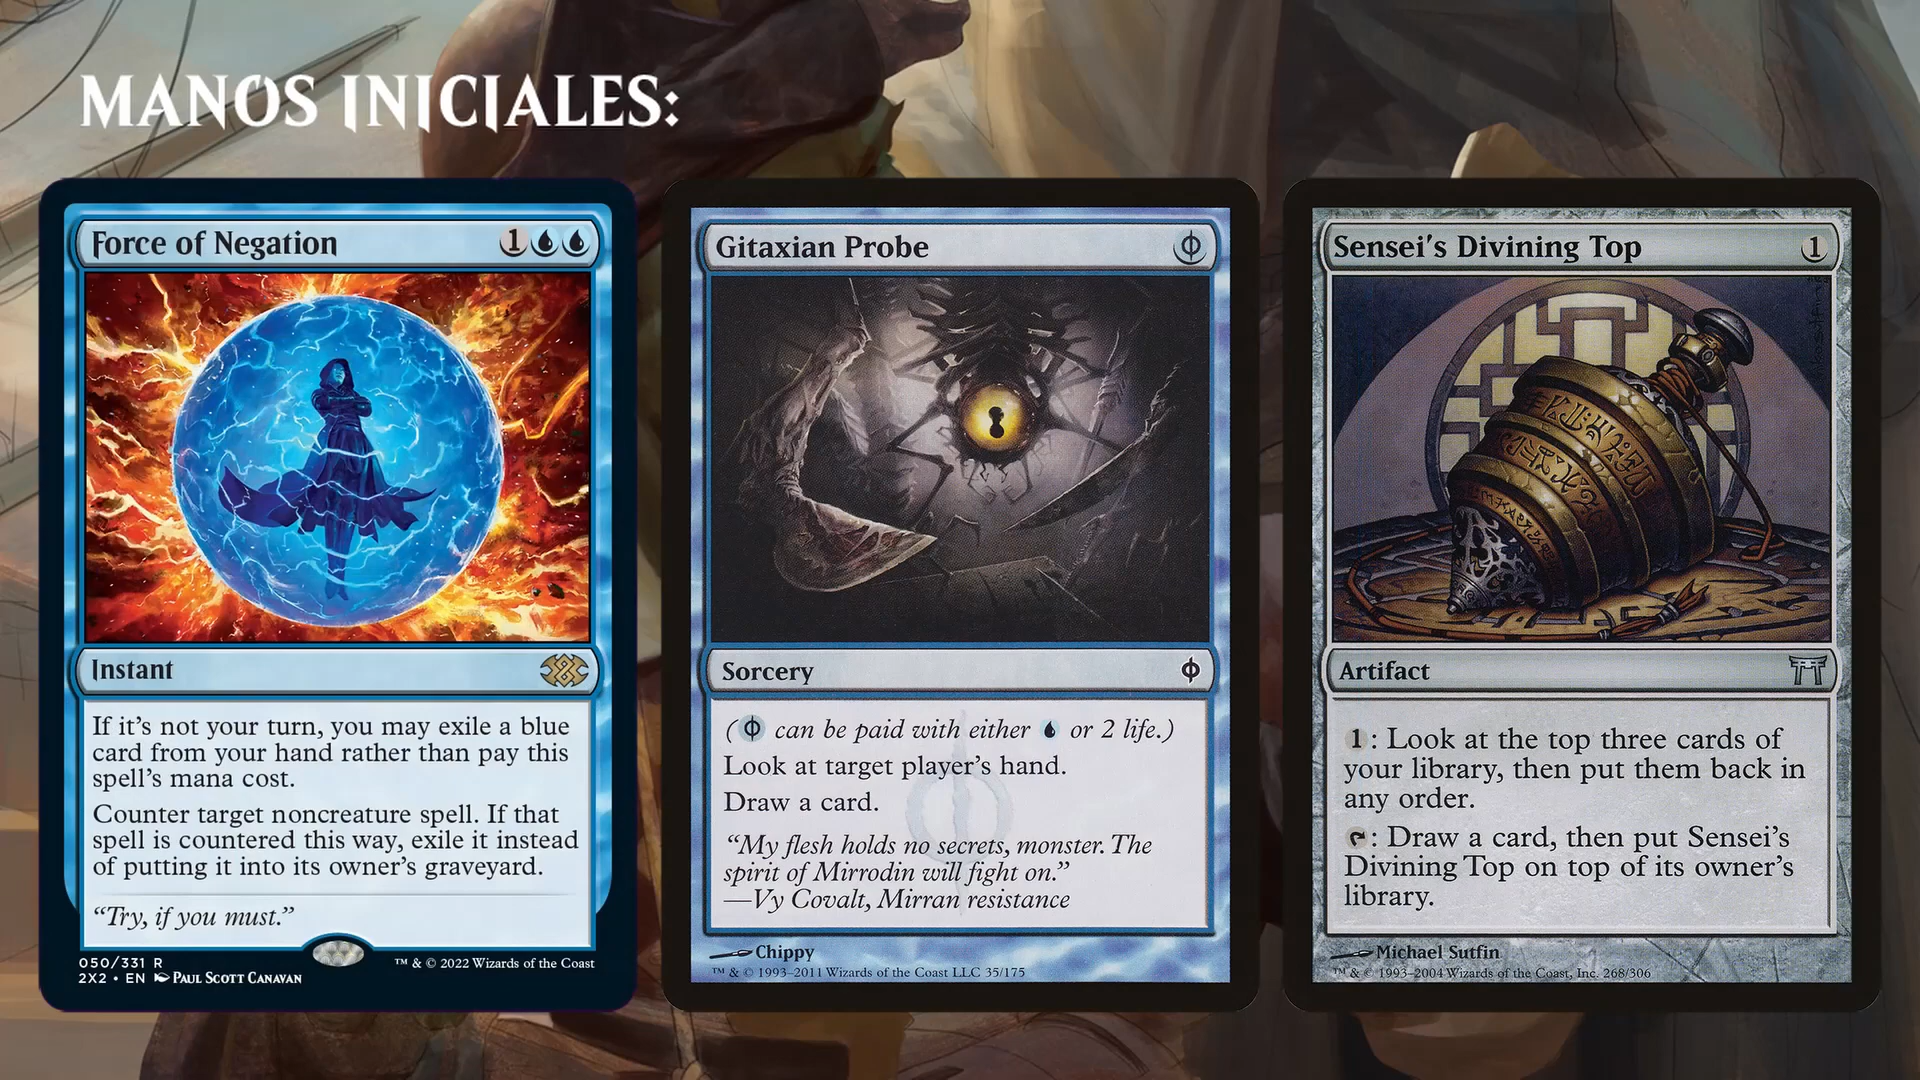 MANOS INICIALES:
Force of Negation 1
Instant
If it's not your turn, you may exile a blue
card from your hand rather than pay this
spell's mana cost.
Counter target noncreature spell. If that
spell is countered this way, exile it instead
of putting it into its owner's graveyard.
“Try, if you must.”
050/331 R
2X2 • EN PAUL SCOTT CANAVAN
™ & © 2022 Wizards of the Coast
Gitaxian Probe
Sorcery
( can be paid with either or 2 life.)
Look at target player's hand.
Draw a card.
“My flesh holds no secrets, monster. The
spirit of Mirrodin will fight on.”
—Vy Covalt, Mirran resistance
Chippy
™ & © 1993–2011 Wizards of the Coast LLC 35/175
Sensei's Divining Top 1
Artifact
1: Look at the top three cards of
your library, then put them back in
any order.
: Draw a card, then put Sensei's
Divining Top on top of its owner's
library.
Michael Sutfin
™ & © 1993–2004 Wizards of the Coast, Inc. 268/306